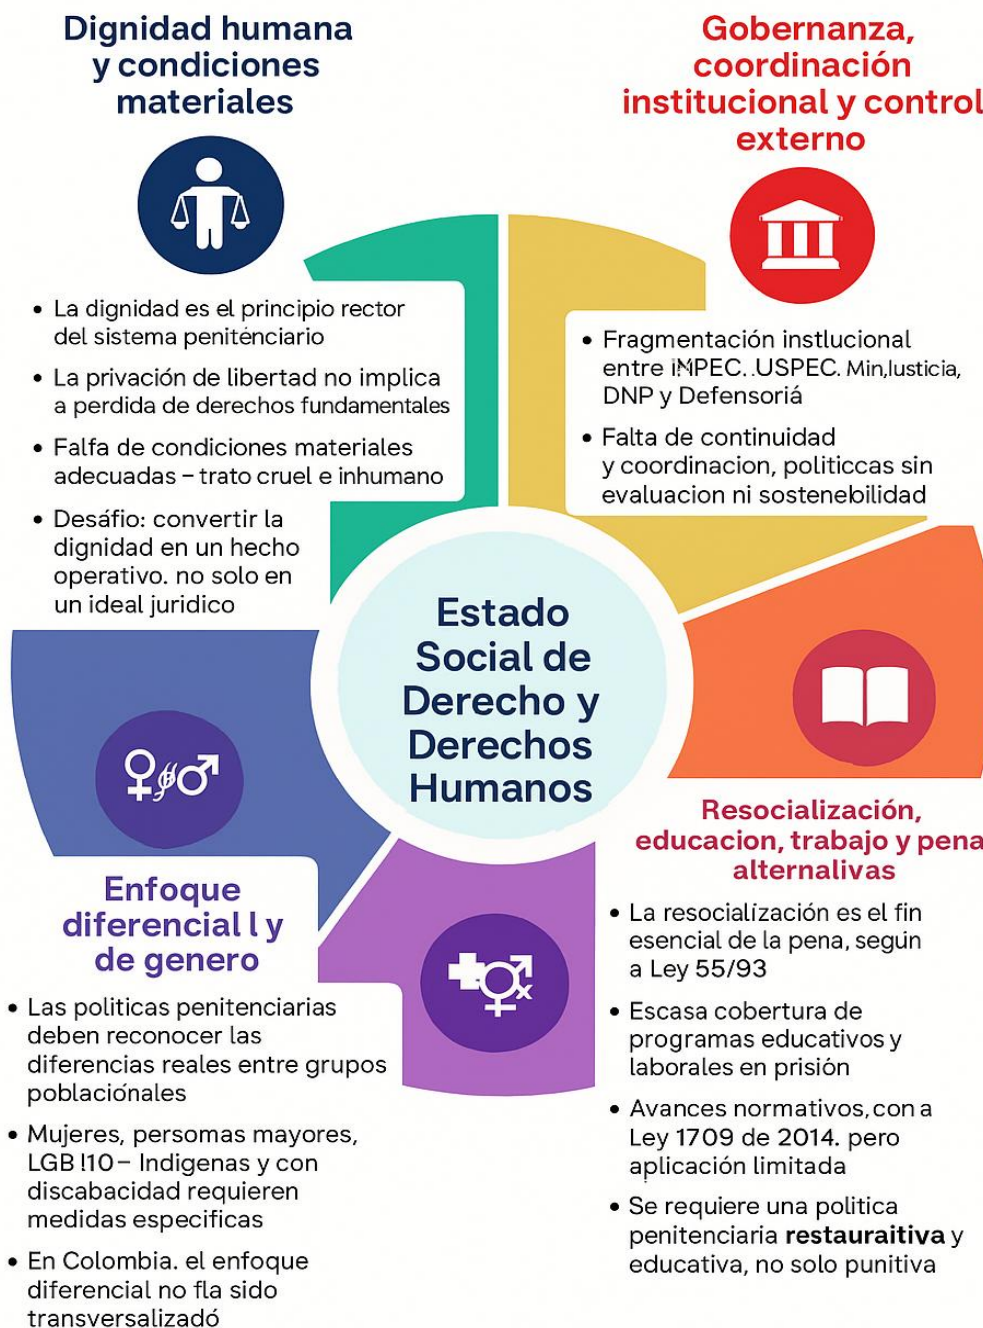 Dignidad humana
y condiciones
materiales
• La dignidad es el principio rector
del sistema penitenciario
• La privación de libertad no implica
a perdida de derechos fundamentales
• Falfa de condiciones materiales
adecuadas – trato cruel e inhumano
• Desáfio: convertir la
dignidad en un hecho
operativo. no solo en
un ideal juridico
Gobernanza,
coordinación
institucional y control
externo
• Fragmentación instlucional
entre iMPEC. .USPEC. Min,lusticia,
DNP y Defensoriá
• Falta de continuidad
y coordinacion, politiccas sin
evaluacion ni sostenebilidad
Estado
Social de
Derecho y
Derechos
Humanos
Enfoque
diferencial l y
de genero
• Las politicas penitenciarias
deben reconocer las
diferencias reales entre grupos
poblaciónales
• Mujeres, persomas mayores,
LGB !10– Indigenas y con
discabacidad requieren
medidas especificas
• En Colombia. el enfoque
diferencial no fla sido
transversalizadó
Resocialización,
educacion, trabajo y pena
alternalivas
• La resocialización es el fin
esencial de la pena, seguin
a Ley 55/93
• Escasa cobertura de
programas educativos y
laborales en prisión
• Avances normativos, con a
Ley 1709 de 2014. pero
aplicación limitada
• Se requiere una politica
penitenciaria restauraitiva y
educativa, no solo punitiva